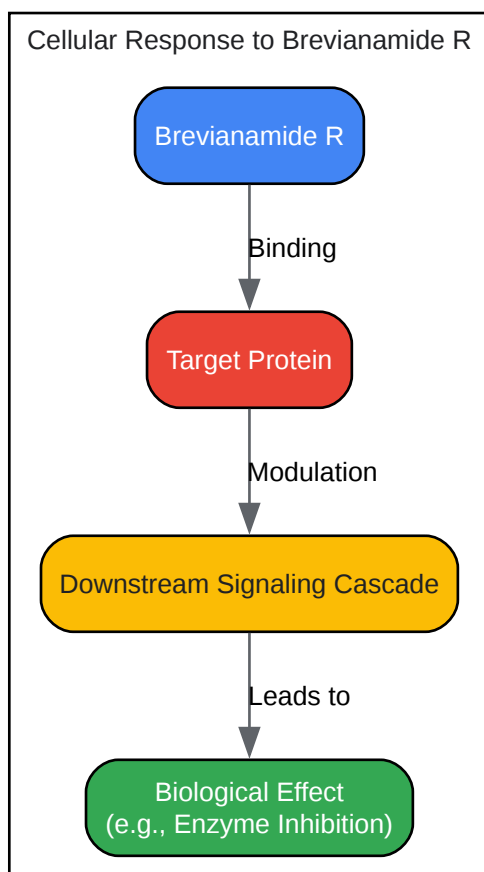 Cellular Response to Brevianamide R
Brevianamide R
Binding
Target Protein
Modulation
Downstream Signaling Cascade
Leads to
Biological Effect
(e.g., Enzyme Inhibition)